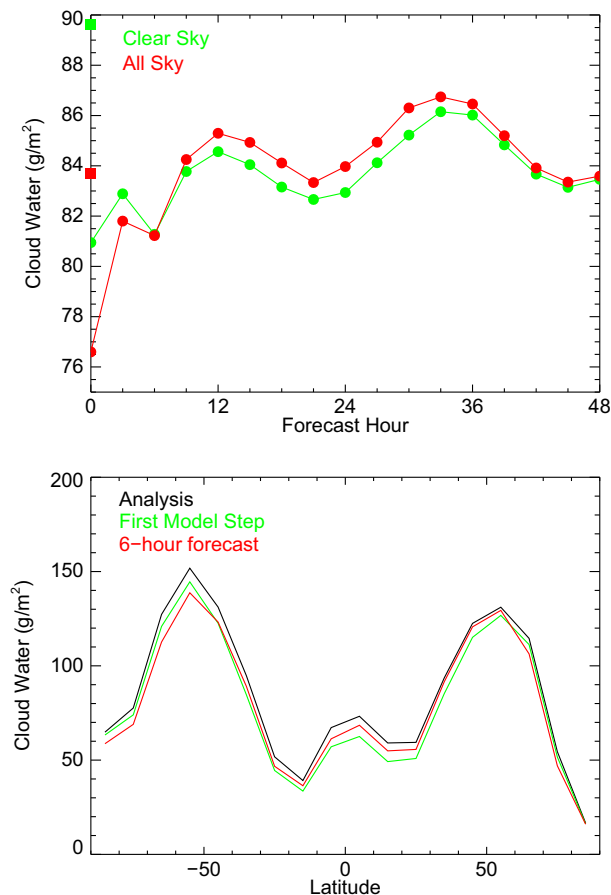 90
Clear Sky
88
All Sky
86
84
82
80
78
76
Cloud Water (g/m²)
0 12 24 36 48
Forecast Hour
200
Analysis
First Model Step
6−hour forecast
150
100
50
0
Cloud Water (g/m²)
−50 0 50
Latitude